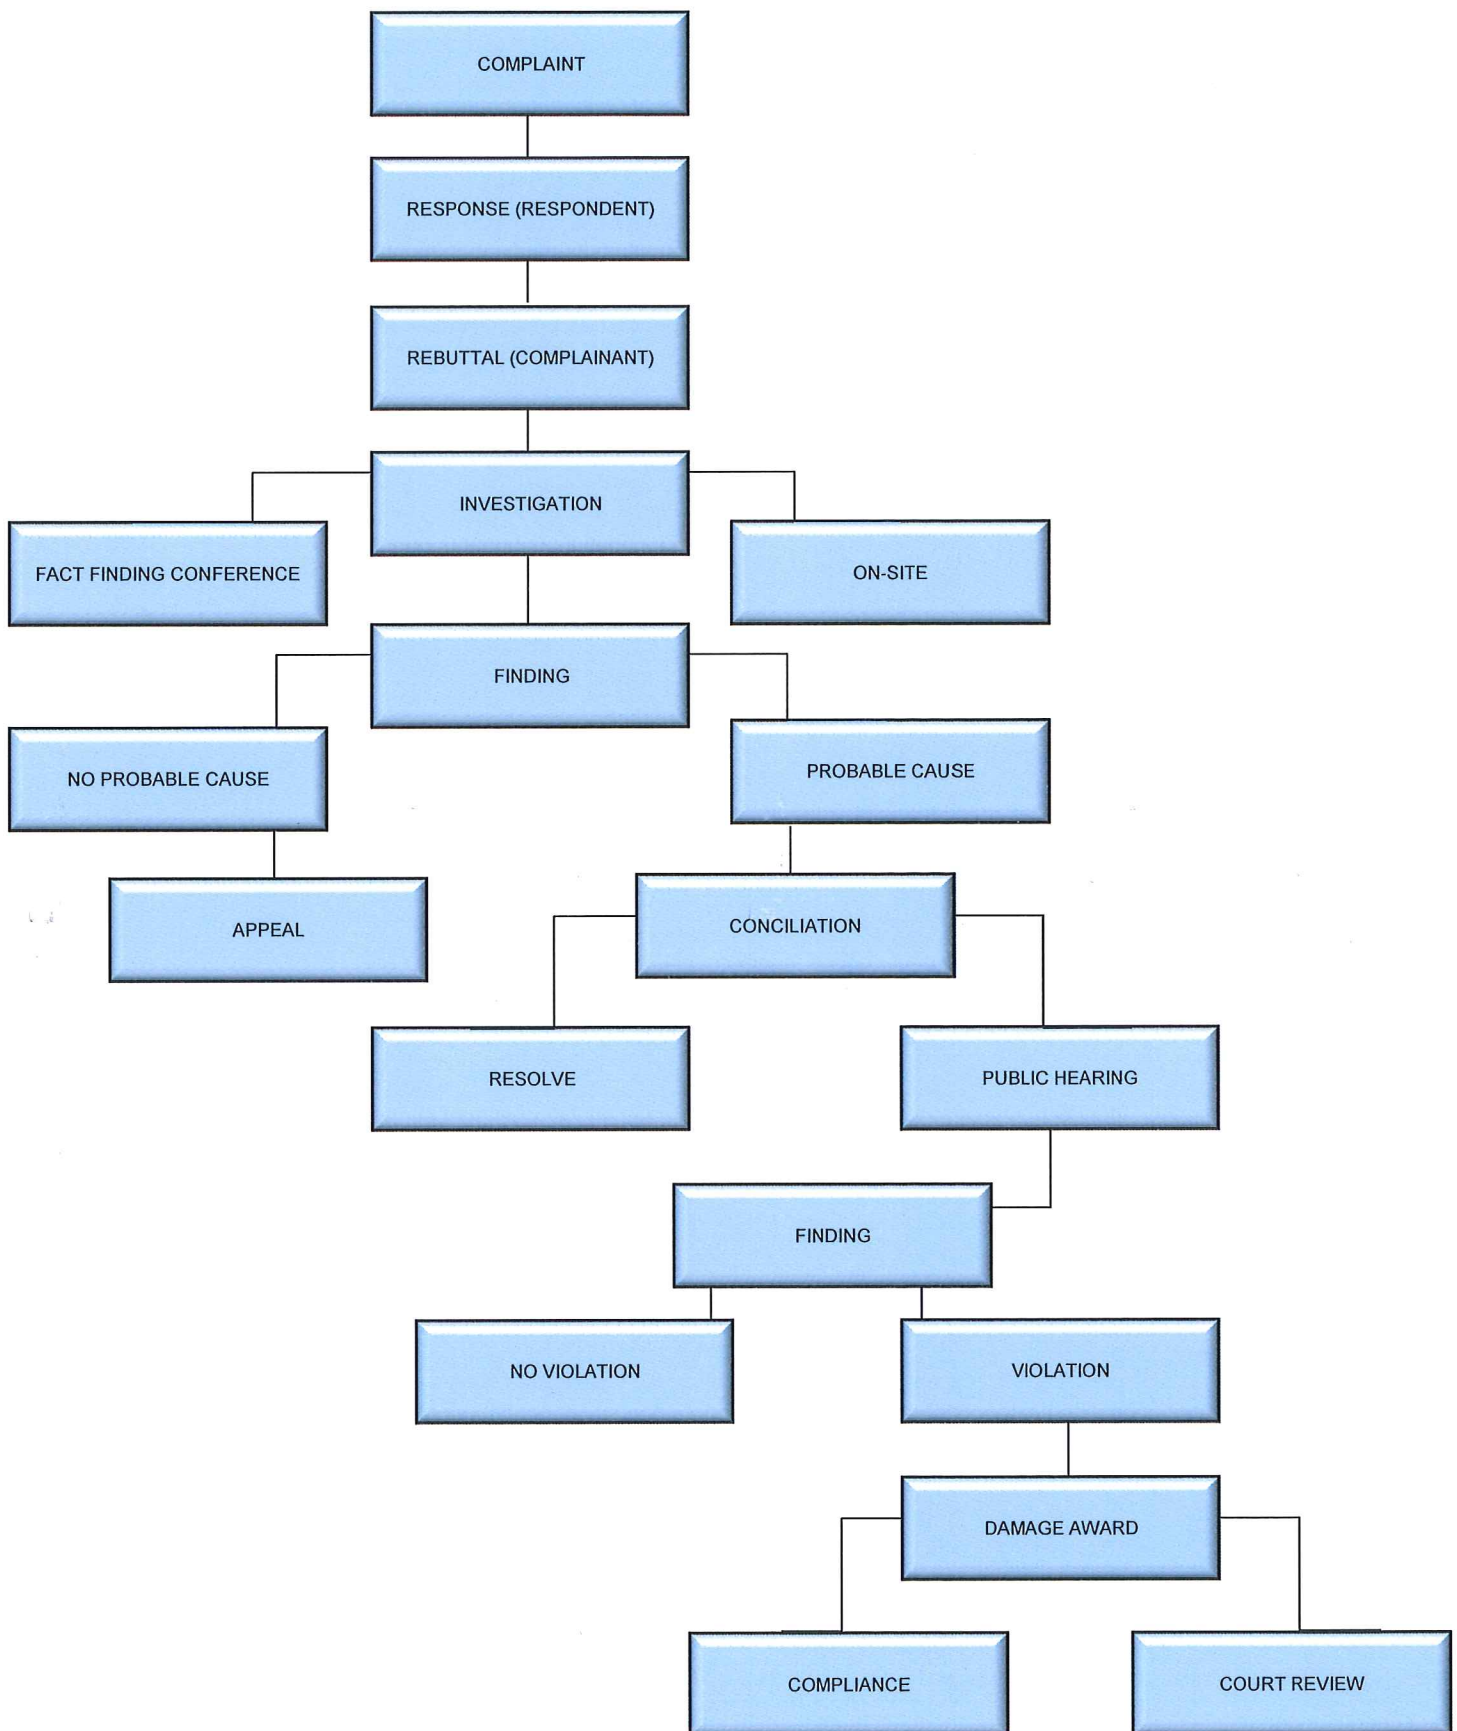 COMPLAINT
RESPONSE (RESPONDENT)
REBUTTAL (COMPLAINANT)
INVESTIGATION
FACT FINDING CONFERENCE
ON-SITE
FINDING
NO PROBABLE CAUSE
PROBABLE CAUSE
APPEAL
CONCILIATION
RESOLVE
PUBLIC HEARING
FINDING
NO VIOLATION
VIOLATION
DAMAGE AWARD
COMPLIANCE
COURT REVIEW